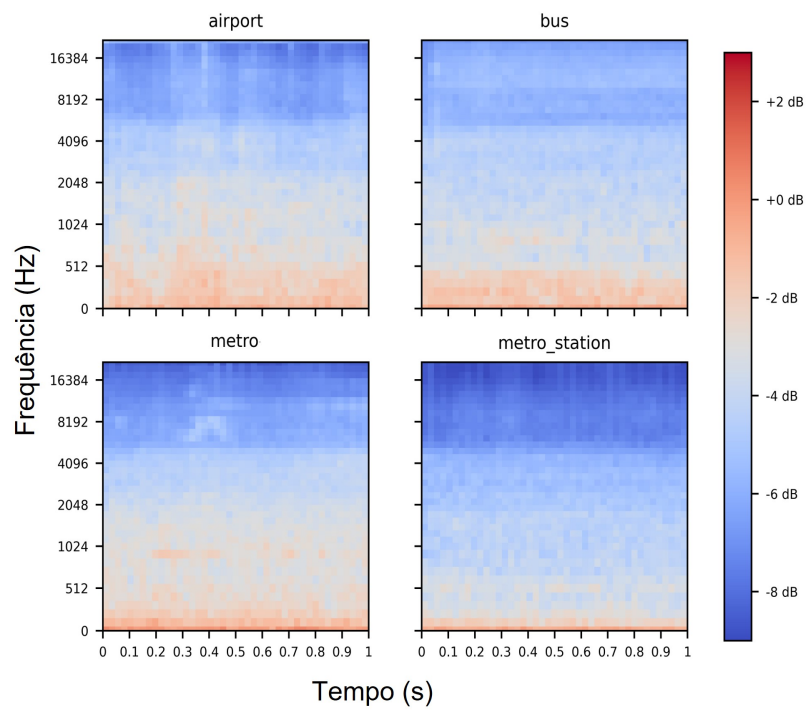 airport bus
16384
8192
4096
2048
1024
512
0
+2 dB
+0 dB
-2 dB
-4 dB
-6 dB
-8 dB
Frequência (Hz)
metro metro_station
16384
8192
4096
2048
1024
512
0
0 0.1 0.2 0.3 0.4 0.5 0.6 0.7 0.8 0.9 1 0 0.1 0.2 0.3 0.4 0.5 0.6 0.7 0.8 0.9 1
Tempo (s)